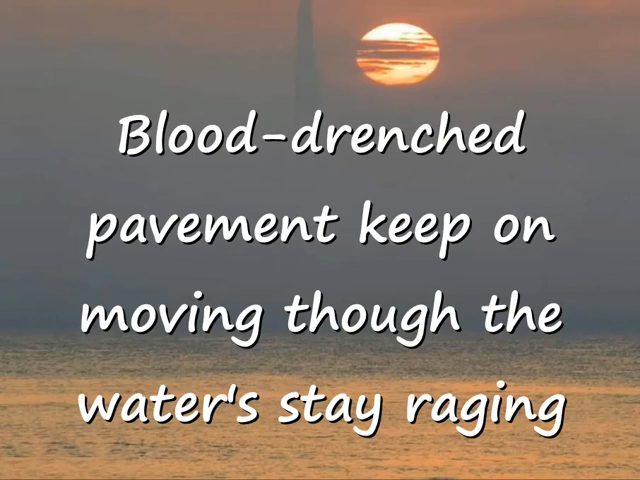 Blood-drenched
pavement keep on
moving though the
water's stay raging